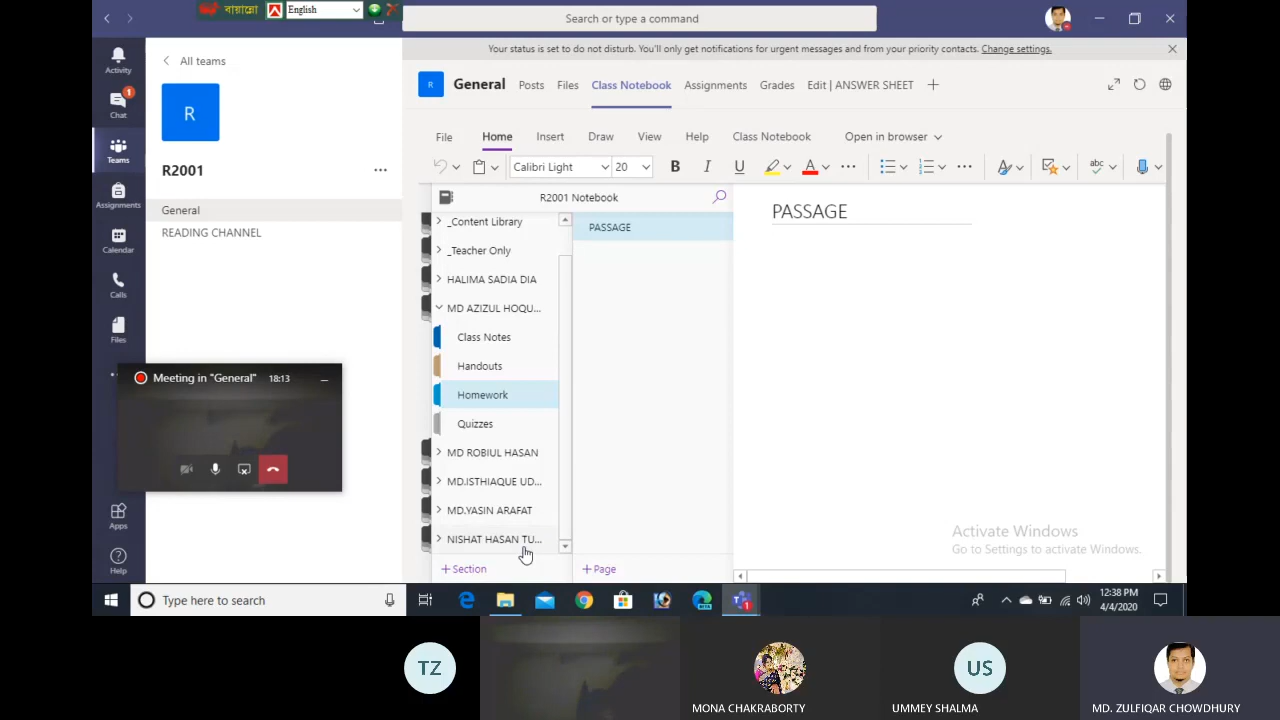 বায়ান্নো
English
Search or type a command
Your status is set to do not disturb. You'll only get notifications for urgent messages and from your priority contacts. Change settings.
Activity
Chat
1
Teams
Assignments
Calendar
Calls
Files
Apps
Help
All teams
R
R2001
General
READING CHANNEL
Meeting in "General" 18:13
R
General Posts Files Class Notebook Assignments Grades Edit | ANSWER SHEET
File Home Insert Draw View Help Class Notebook Open in browser
Calibri Light 20 B I U A abc
R2001 Notebook
_Content Library
_Teacher Only
HALIMA SADIA DIA
MD AZIZUL HOQU...
Class Notes
Handouts
Homework
Quizzes
MD ROBIUL HASAN
MD.ISTHIAQUE UD...
MD.YASIN ARAFAT
NISHAT HASAN TU...
+ Section
PASSAGE
+ Page
PASSAGE
Activate Windows
Go to Settings to activate Windows.
Type here to search
12:38 PM
4/4/2020
TZ
MONA CHAKRABORTY
US
UMMEY SHALMA
MD. ZULFIQAR CHOWDHURY